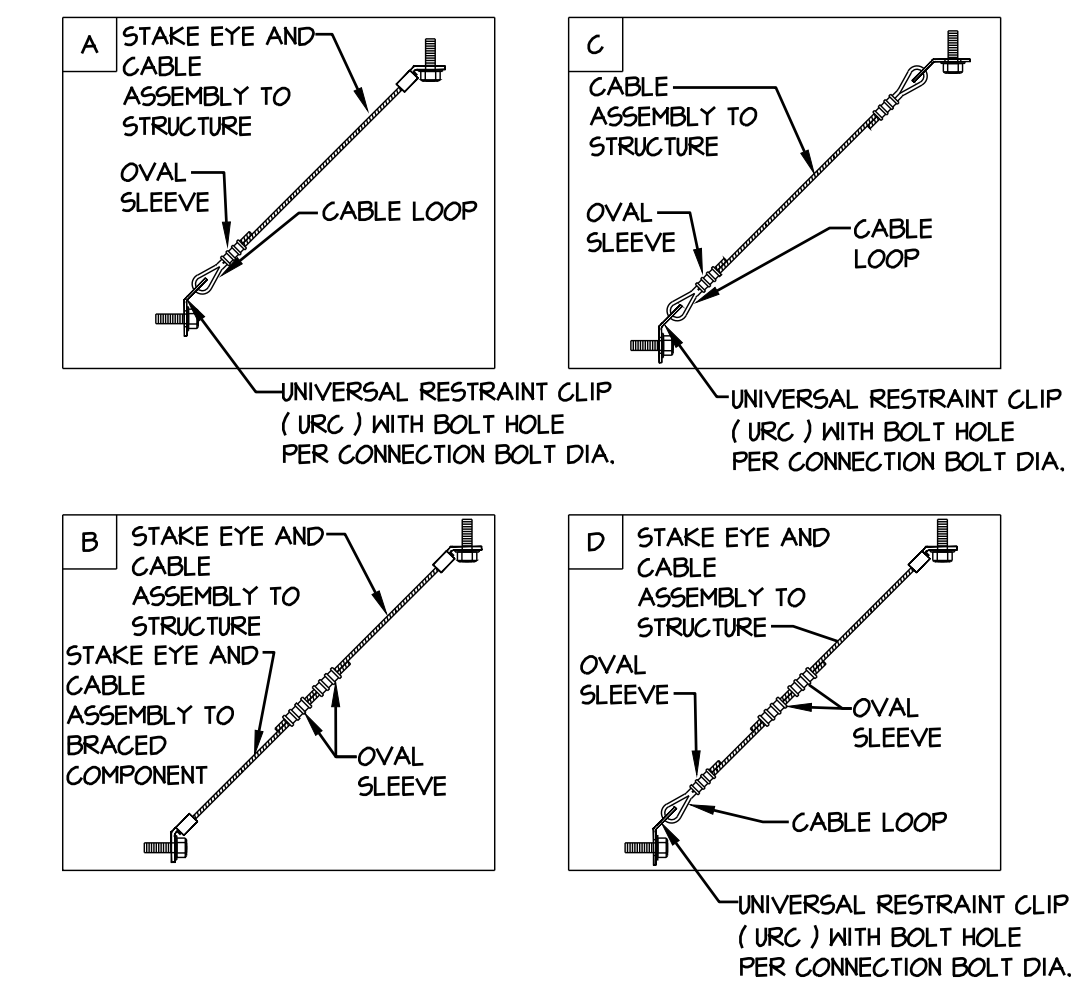 A
STAKE EYE AND
CABLE
ASSEMBLY TO
STRUCTURE
OVAL
SLEEVE
CABLE LOOP
UNIVERSAL RESTRAINT CLIP
( URC ) WITH BOLT HOLE
PER CONNECTION BOLT DIA.
C
CABLE
ASSEMBLY TO
STRUCTURE
OVAL
SLEEVE
CABLE
LOOP
UNIVERSAL RESTRAINT CLIP
( URC ) WITH BOLT HOLE
PER CONNECTION BOLT DIA.
B
STAKE EYE AND
CABLE
ASSEMBLY TO
STRUCTURE
STAKE EYE AND
CABLE
ASSEMBLY TO
BRACED
COMPONENT
OVAL
SLEEVE
D
STAKE EYE AND
CABLE
ASSEMBLY TO
STRUCTURE
OVAL
SLEEVE
OVAL
SLEEVE
CABLE LOOP
UNIVERSAL RESTRAINT CLIP
( URC ) WITH BOLT HOLE
PER CONNECTION BOLT DIA.